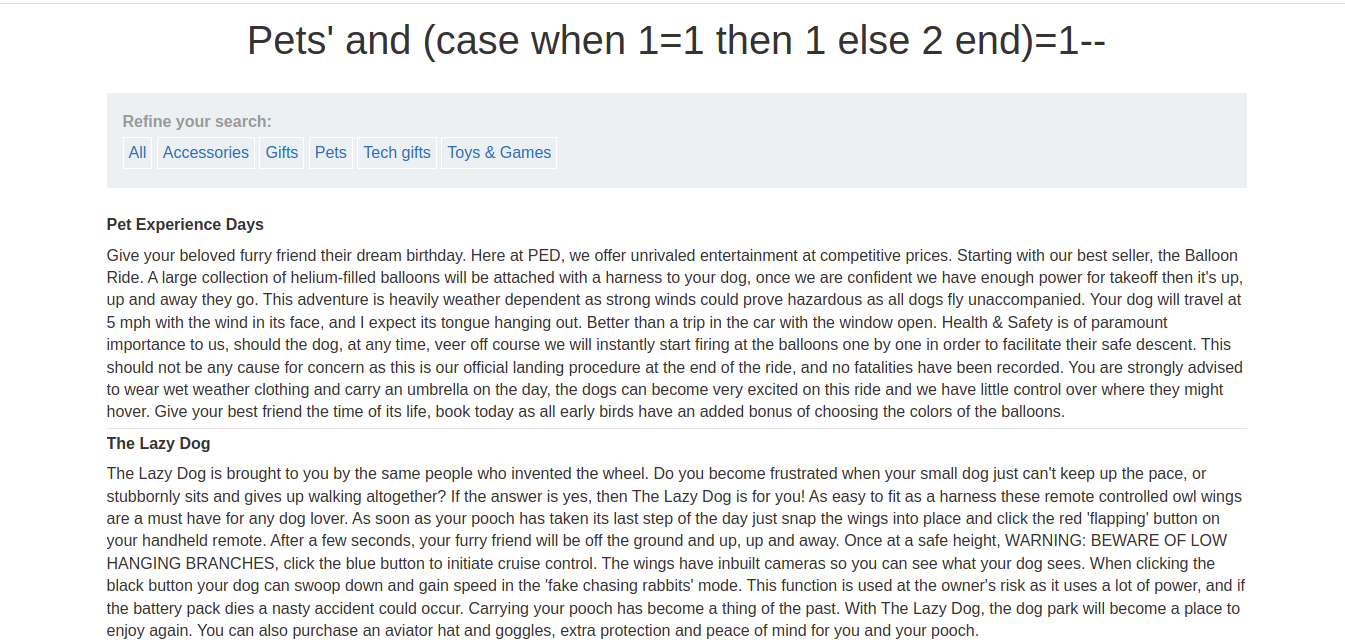 Pets' and (case when 1=1 then 1 else 2 end)=1--
Refine your search:
All Accessories Gifts Pets Tech gifts Toys & Games
Pet Experience Days
Give your beloved furry friend their dream birthday. Here at PED, we offer unrivaled entertainment at competitive prices. Starting with our best seller, the Balloon
Ride. A large collection of helium-filled balloons will be attached with a harness to your dog, once we are confident we have enough power for takeoff then it's up,
up and away they go. This adventure is heavily weather dependent as strong winds could prove hazardous as all dogs fly unaccompanied. Your dog will travel at
5 mph with the wind in its face, and I expect its tongue hanging out. Better than a trip in the car with the window open. Health & Safety is of paramount
importance to us, should the dog, at any time, veer off course we will instantly start firing at the balloons one by one in order to facilitate their safe descent. This
should not be any cause for concern as this is our official landing procedure at the end of the ride, and no fatalities have been recorded. You are strongly advised
to wear wet weather clothing and carry an umbrella on the day, the dogs can become very excited on this ride and we have little control over where they might
hover. Give your best friend the time of its life, book today as all early birds have an added bonus of choosing the colors of the balloons.
The Lazy Dog
The Lazy Dog is brought to you by the same people who invented the wheel. Do you become frustrated when your small dog just can't keep up the pace, or
stubbornly sits and gives up walking altogether? If the answer is yes, then The Lazy Dog is for you! As easy to fit as a harness these remote controlled owl wings
are a must have for any dog lover. As soon as your pooch has taken its last step of the day just snap the wings into place and click the red 'flapping' button on
your handheld remote. After a few seconds, your furry friend will be off the ground and up, up and away. Once at a safe height, WARNING: BEWARE OF LOW
HANGING BRANCHES, click the blue button to initiate cruise control. The wings have inbuilt cameras so you can see what your dog sees. When clicking the
black button your dog can swoop down and gain speed in the 'fake chasing rabbits' mode. This function is used at the owner's risk as it uses a lot of power, and if
the battery pack dies a nasty accident could occur. Carrying your pooch has become a thing of the past. With The Lazy Dog, the dog park will become a place to
enjoy again. You can also purchase an aviator hat and goggles, extra protection and peace of mind for you and your pooch.